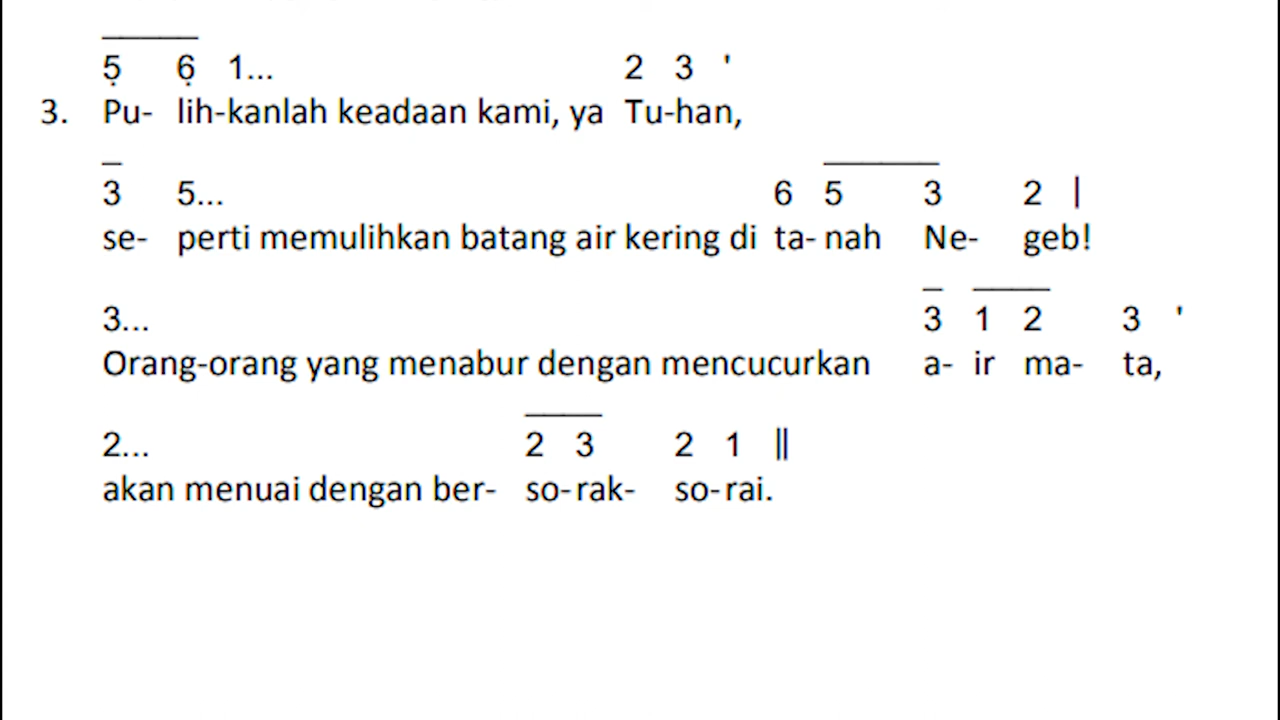 5̣ 6̣ 1... 2 3 '
3. Pu- lih-kanlah keadaan kami, ya Tu-han,
3 5... 6 5 3 2 |
se- perti memulihkan batang air kering di ta- nah Ne- geb!
3... 3 1 2 3 '
Orang-orang yang menabur dengan mencucurkan a- ir ma- ta,
2... 2 3 2 1 ||
akan menuai dengan ber- so-rak- so-rai.